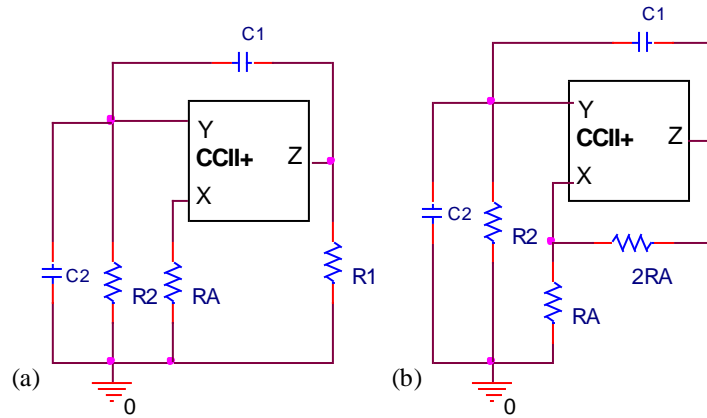 C1
Y
CCII+
Z
X
C2
R2
RA
R1
(a)
0
C1
Y
CCII+
Z
X
C2
R2
2RA
RA
(b)
0